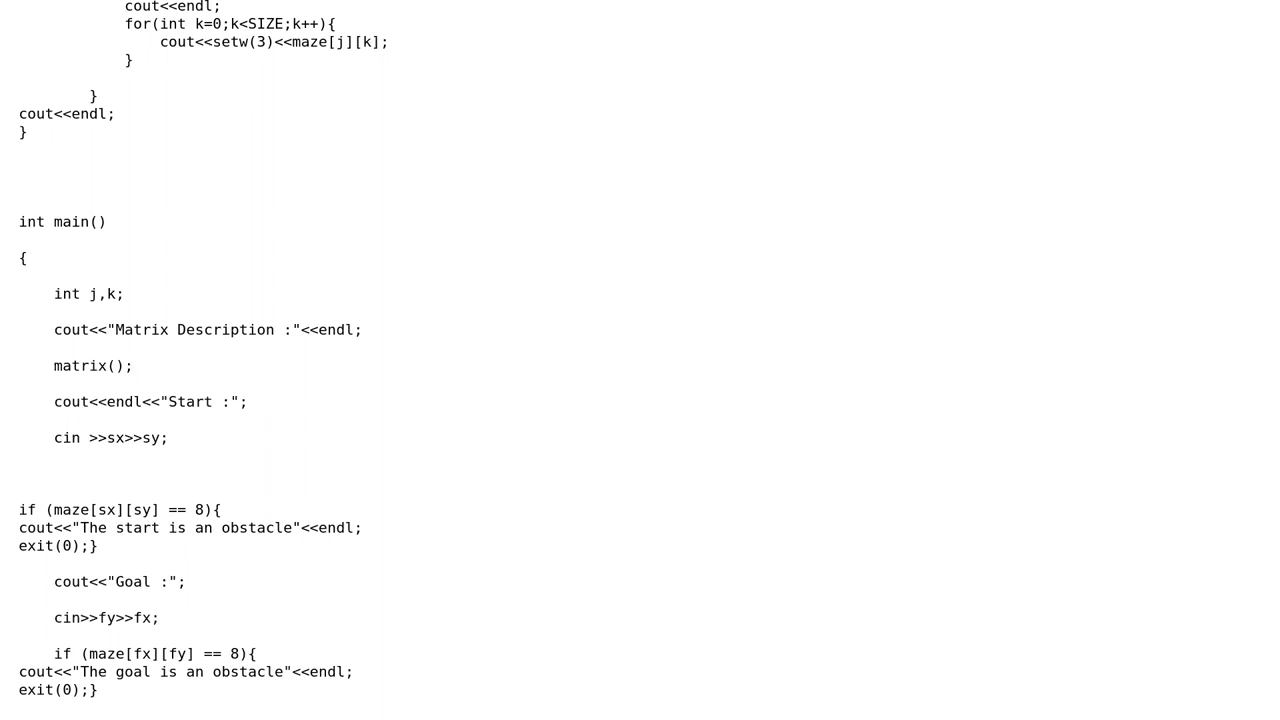 cout<<endl;
for(int k=0;k<SIZE;k++){
cout<<setw(3)<<maze[j][k];
}
}
cout<<endl;
}
int main()
{
int j,k;
cout<<"Matrix Description :"<<endl;
matrix();
cout<<endl<<"Start :";
cin >>sx>>sy;
if (maze[sx][sy] == 8){
cout<<"The start is an obstacle"<<endl;
exit(0);}
cout<<"Goal :";
cin>>fy>>fx;
if (maze[fx][fy] == 8){
cout<<"The goal is an obstacle"<<endl;
exit(0);}